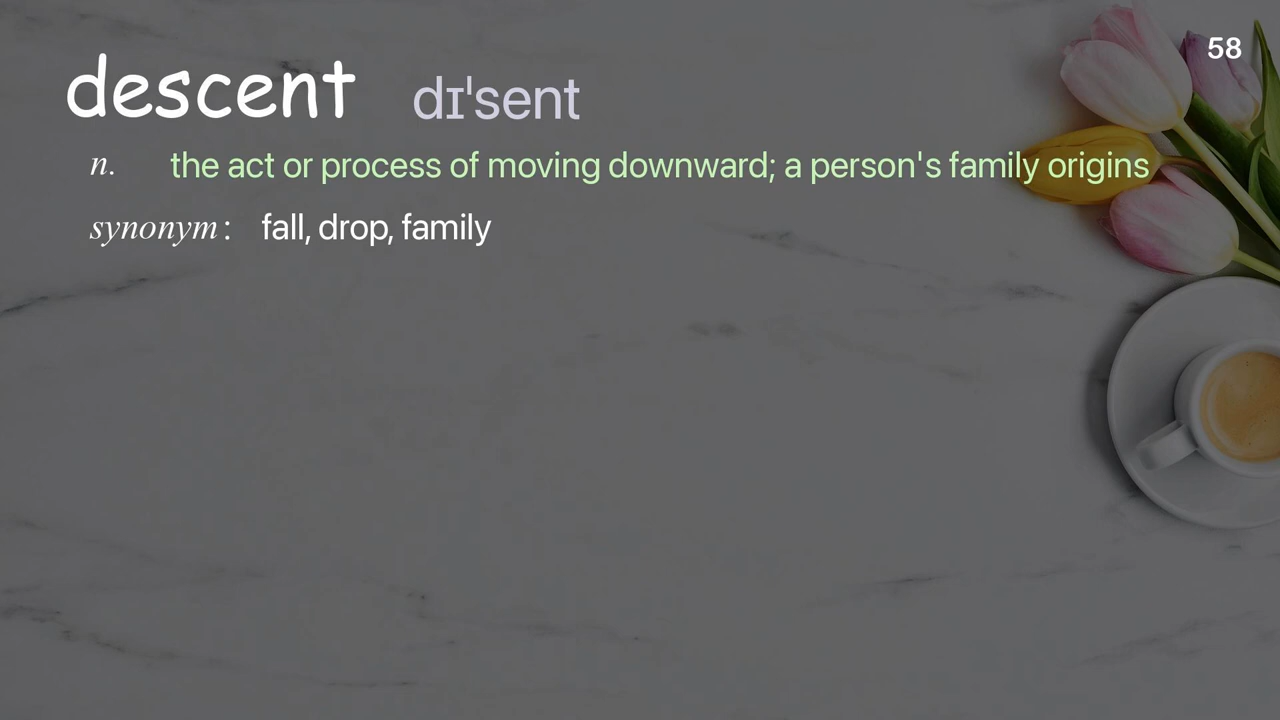 58
descent dɪ'sent
n. the act or process of moving downward; a person's family origins
synonym: fall, drop, family